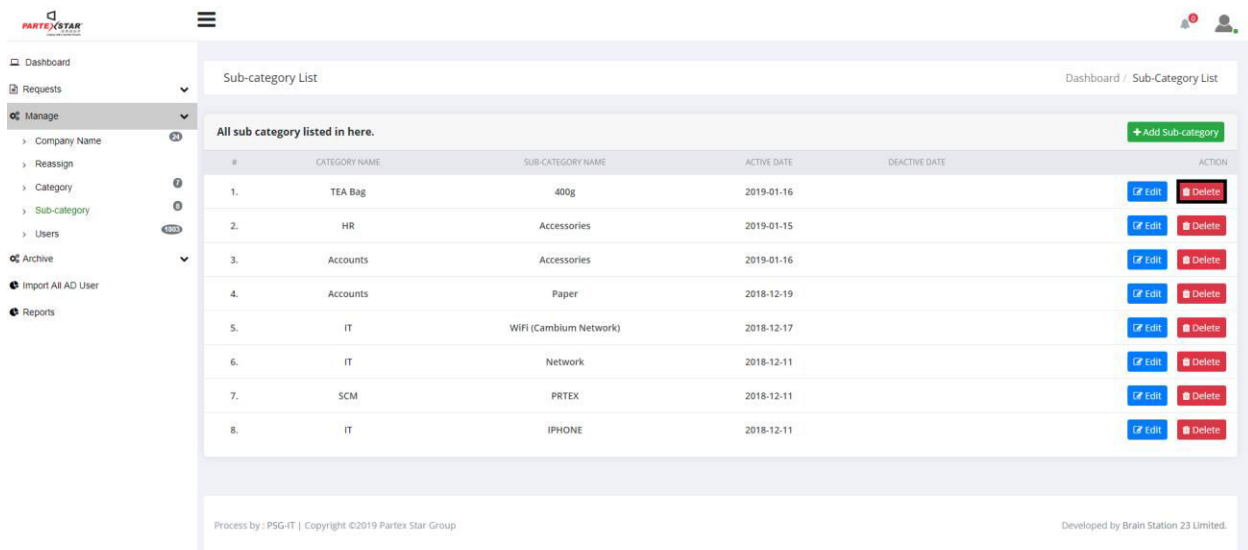 PARTEX STAR
GROUP
0
Dashboard
Requests
Manage
Company Name 24
Reassign
Category 7
Sub-category 8
Users 1003
Archive
Import All AD User
Reports
Sub-category List
Dashboard / Sub-Category List
All sub category listed in here.
+ Add Sub-category
# CATEGORY NAME SUB-CATEGORY NAME ACTIVE DATE DEACTIVE DATE ACTION
1. TEA Bag 400g 2019-01-16 Edit Delete
2. HR Accessories 2019-01-15 Edit Delete
3. Accounts Accessories 2019-01-16 Edit Delete
4. Accounts Paper 2018-12-19 Edit Delete
5. IT WiFi (Cambium Network) 2018-12-17 Edit Delete
6. IT Network 2018-12-11 Edit Delete
7. SCM PRTEX 2018-12-11 Edit Delete
8. IT IPHONE 2018-12-11 Edit Delete
Process by : PSG-IT | Copyright ©2019 Partex Star Group
Developed by Brain Station 23 Limited.